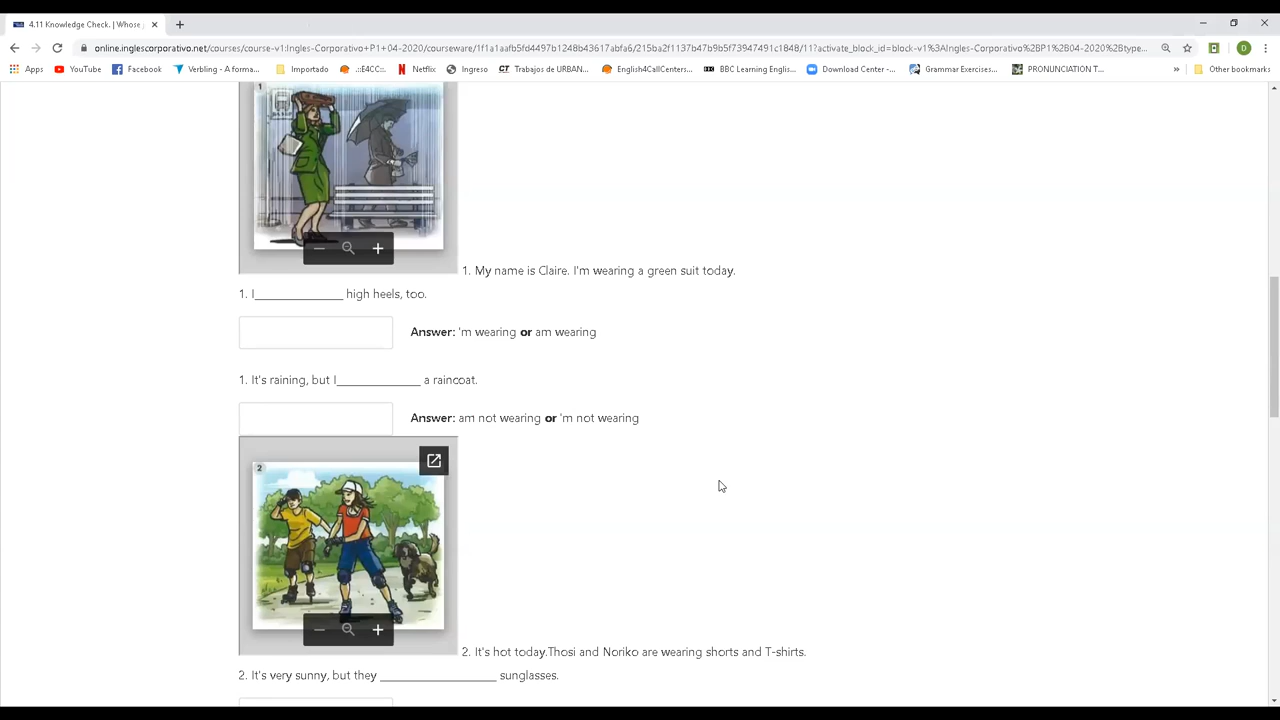 4.11 Knowledge Check. | Whose
online.inglescorporativo.net/courses/course-v1:Ingles-Corporativo+P1+04-2020/courseware/1f1a1aafb5fd4497b1248b43617abfa6/215ba2f1137b47b9b5f73947491c1848/11?activate_block_id=block-v1%3AIngles-Corporativo%2BP1%2B04-2020%2Btype...
D
Apps YouTube Facebook Verbling - A forma... Importado .::E4CC::. Netflix Ingreso CT Trabajos de URBAN... English4CallCenters... BBC Learning Englis... Download Center -... Grammar Exercises... PRONUNCIATION T... » Other bookmarks
1
1. My name is Claire. I'm wearing a green suit today.
1. I______________ high heels, too.
Answer: 'm wearing or am wearing
1. It's raining, but I______________ a raincoat.
Answer: am not wearing or 'm not wearing
2
2. It's hot today.Thosi and Noriko are wearing shorts and T-shirts.
2. It's very sunny, but they ___________________ sunglasses.